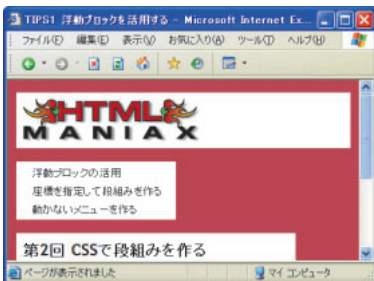 TIPS1 浮動ブロックを活用する - Microsoft Internet Ex...
ファイル(F) 編集(E) 表示(V) お気に入り(A) ツール(T) ヘルプ(H)
HTML
MANIAX
浮動ブロックの活用
座標を指定して段組みを作る
動かないメニューを作る
第2回 CSSで段組みを作る
ページが表示されました マイ コンピュータ